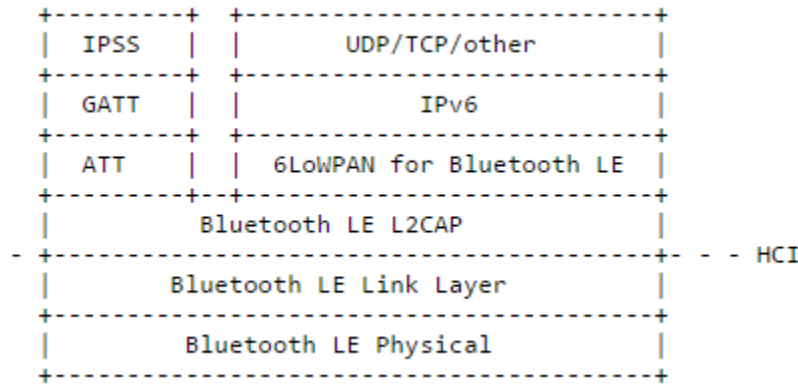 IPSS UDP/TCP/other
GATT IPv6
ATT 6LoWPAN for Bluetooth LE
Bluetooth LE L2CAP
HCI
Bluetooth LE Link Layer
Bluetooth LE Physical